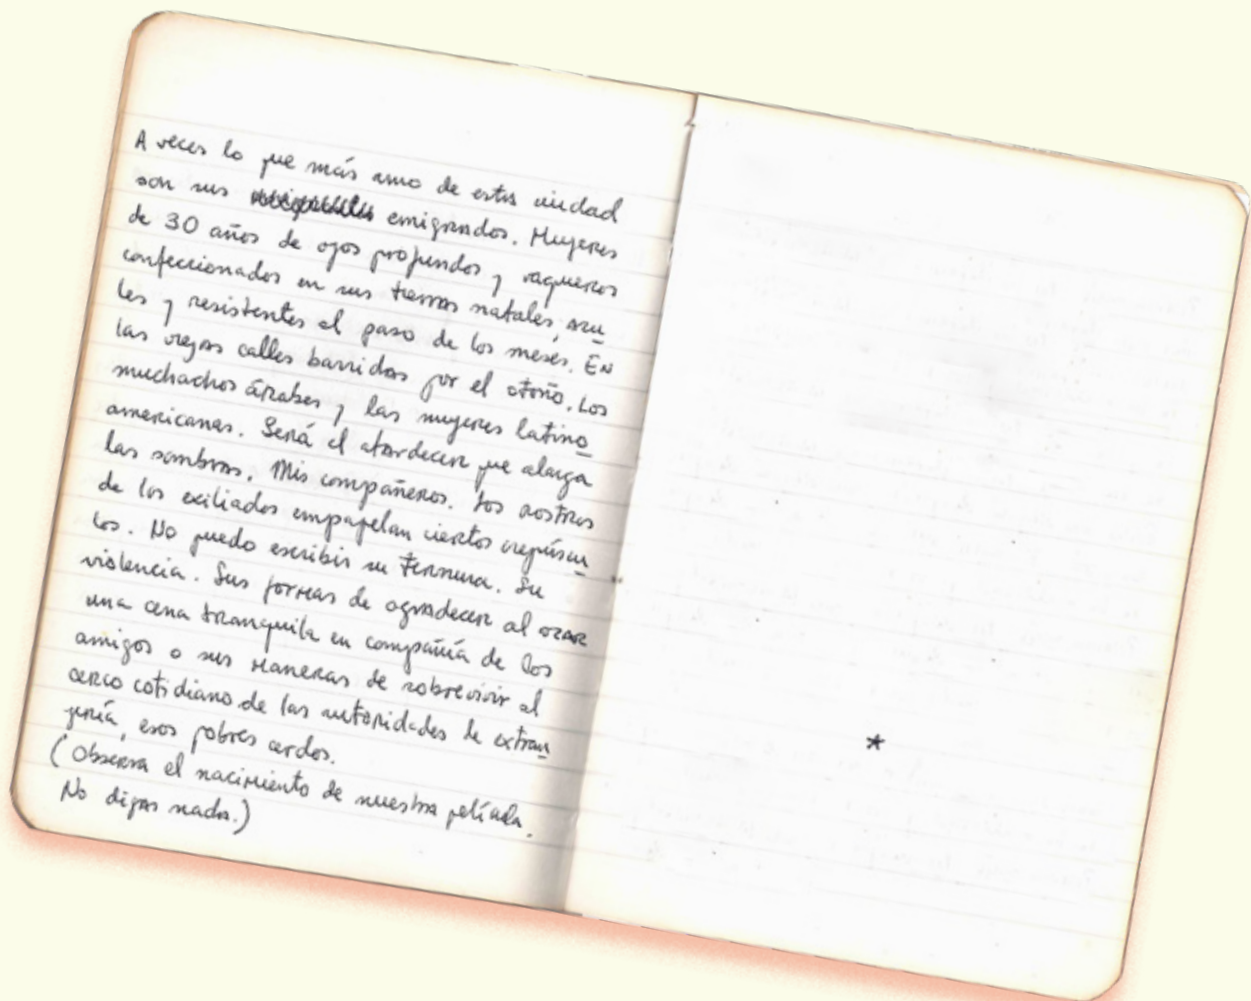 A veces lo que más amo de esta ciudad
son sus emigrados. Mujeres
de 30 años de ojos profundos y vaqueros
confeccionados en sus tierras natales, azu_
les y resistentes al paso de los meses. En
las viejas calles barridas por el otoño. Los
muchachos árabes y las mujeres latino_
americanas. Será el atardecer que alarga
las sombras. Mis compañeros. Los rostros
de los exiliados empapelan ciertos crepúscu_
los. No puedo escribir su ternura. Su
violencia. Sus formas de agradecer al azar
una cena tranquila en compañía de los
amigos o sus maneras de sobrevivir al
cerco cotidiano de las autoridades de extran_
jería, esos pobres cerdos.
(Observa el nacimiento de nuestra película.
No digas nada.)
*